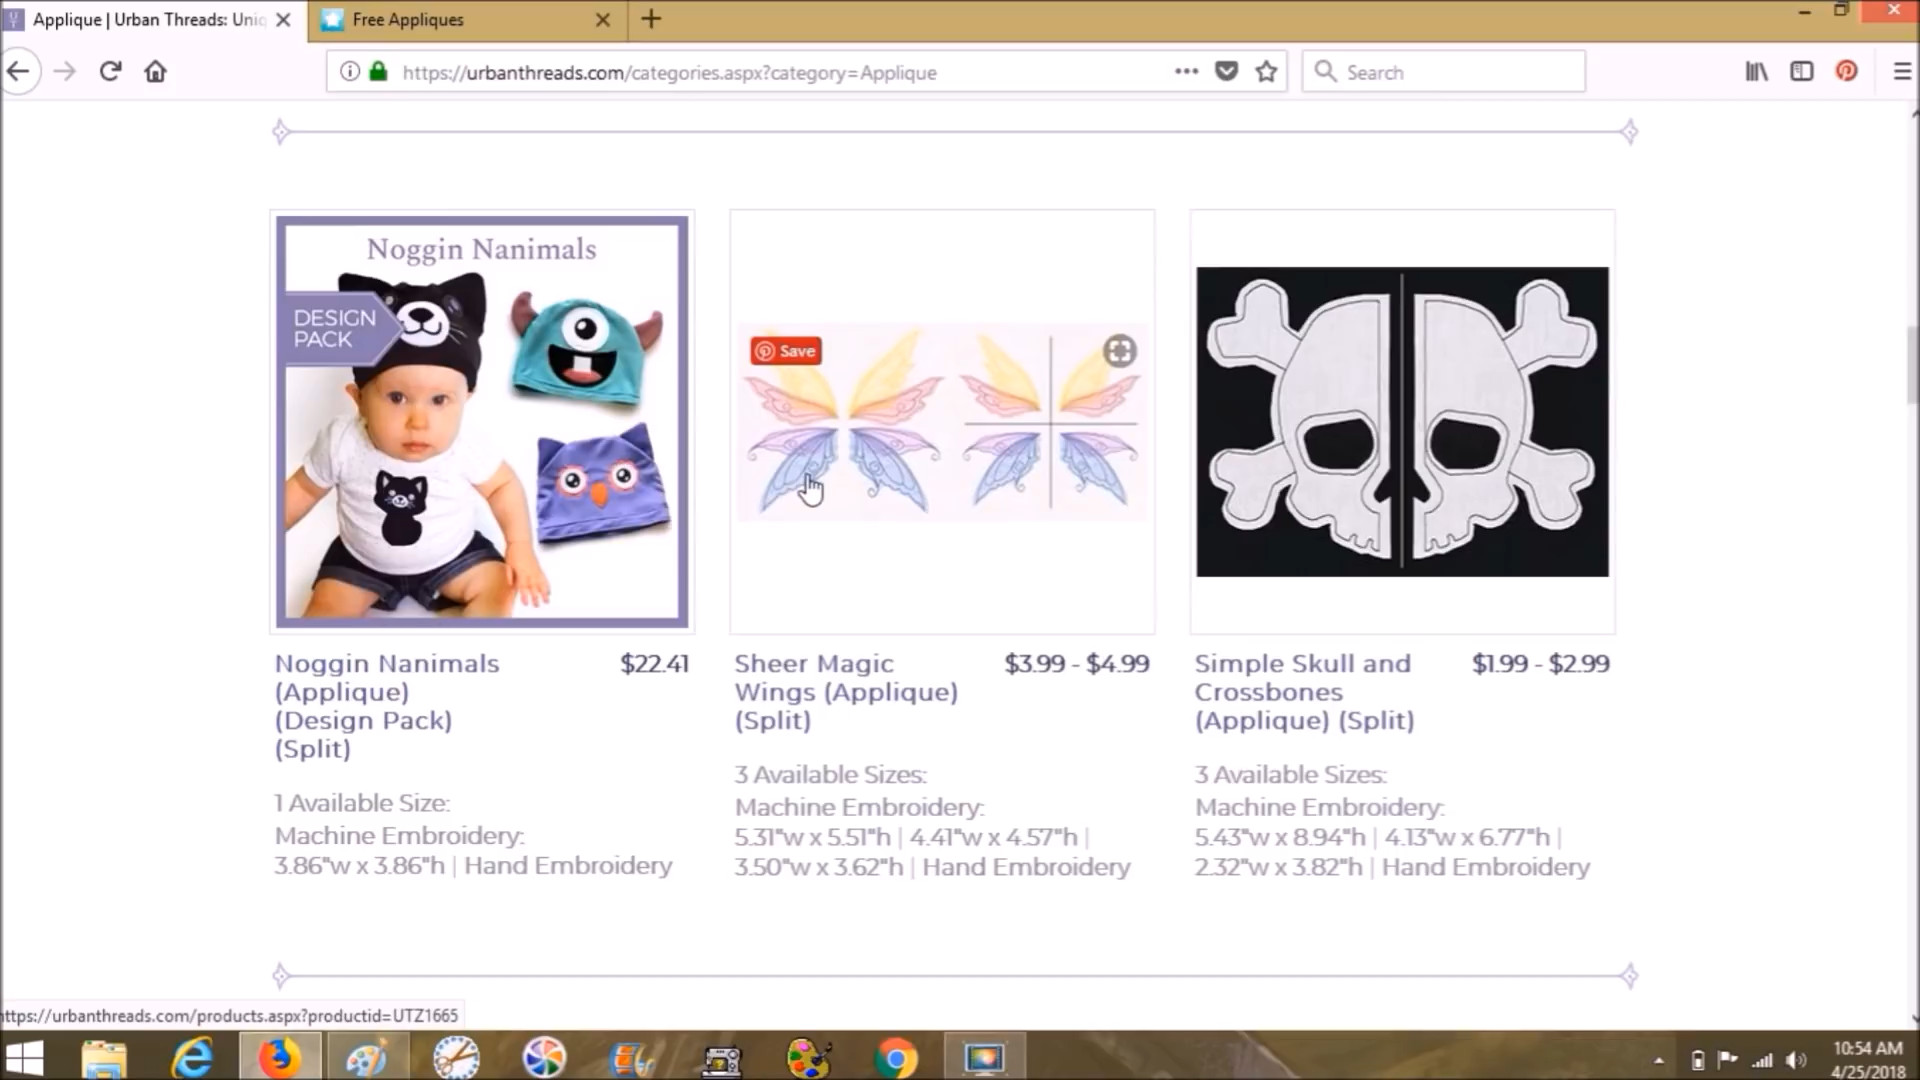 Applique | Urban Threads: Uniq
Free Appliques
https://urbanthreads.com/categories.aspx?category=Applique
Search
Noggin Nanimals
DESIGN
PACK
Save
Noggin Nanimals
(Applique)
(Design Pack)
(Split)
$22.41
1 Available Size:
Machine Embroidery:
3.86"w x 3.86"h | Hand Embroidery
Sheer Magic
Wings (Applique)
(Split)
$3.99 - $4.99
3 Available Sizes:
Machine Embroidery:
5.31"w x 5.51"h | 4.41"w x 4.57"h |
3.50"w x 3.62"h | Hand Embroidery
Simple Skull and
Crossbones
(Applique) (Split)
$1.99 - $2.99
3 Available Sizes:
Machine Embroidery:
5.43"w x 8.94"h | 4.13"w x 6.77"h |
2.32"w x 3.82"h | Hand Embroidery
https://urbanthreads.com/products.aspx?productid=UTZ1665
10:54 AM
4/25/2018